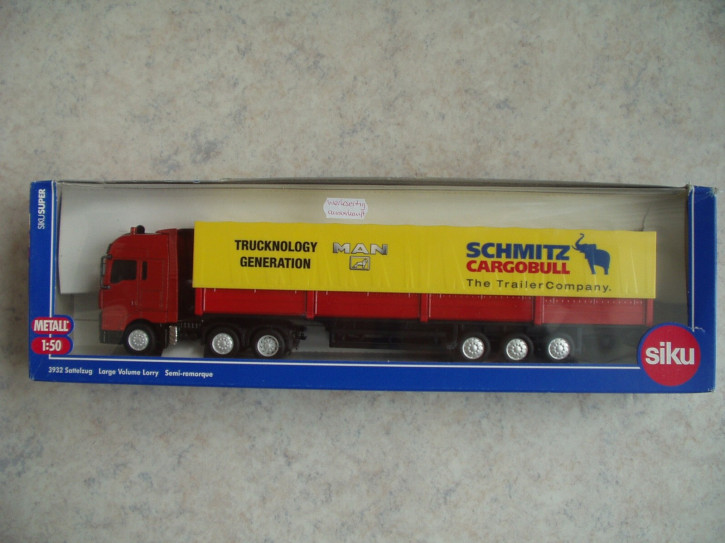 SIKU SUPER
TRUCKNOLOGY
GENERATION
MAN
SCHMITZ
CARGOBULL
The TrailerCompany.
METALL
1:50
3932 Sattelzug Large Volume Lorry Semi-remorque
siku